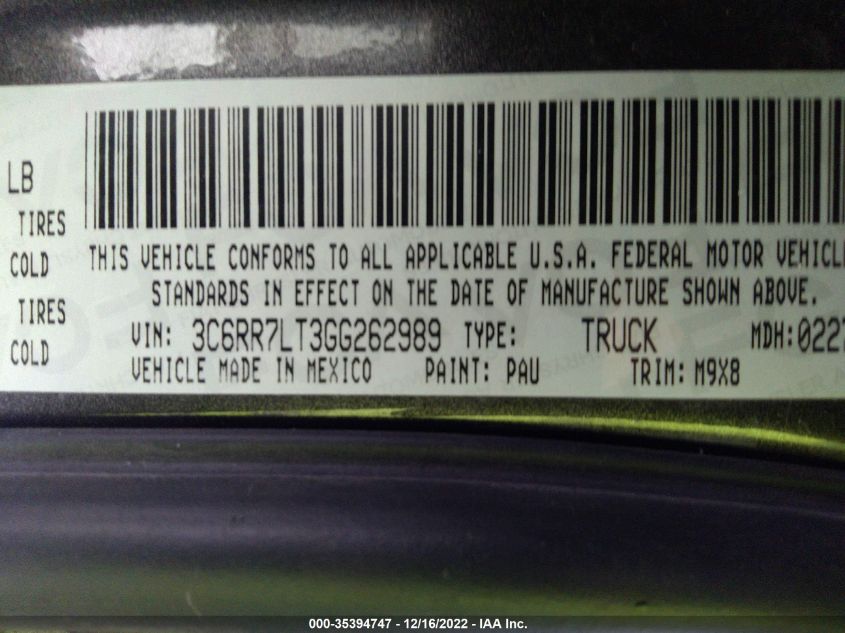 LB
TIRES
COLD
TIRES
COLD
THIS VEHICLE CONFORMS TO ALL APPLICABLE U.S.A. FEDERAL MOTOR VEHICL
STANDARDS IN EFFECT ON THE DATE OF MANUFACTURE SHOWN ABOVE.
VIN: 3C6RR7LT3GG262989 TYPE: TRUCK MDH:0227
VEHICLE MADE IN MEXICO PAINT: PAU TRIM: M9X8
000-35394747 - 12/16/2022 - IAA Inc.